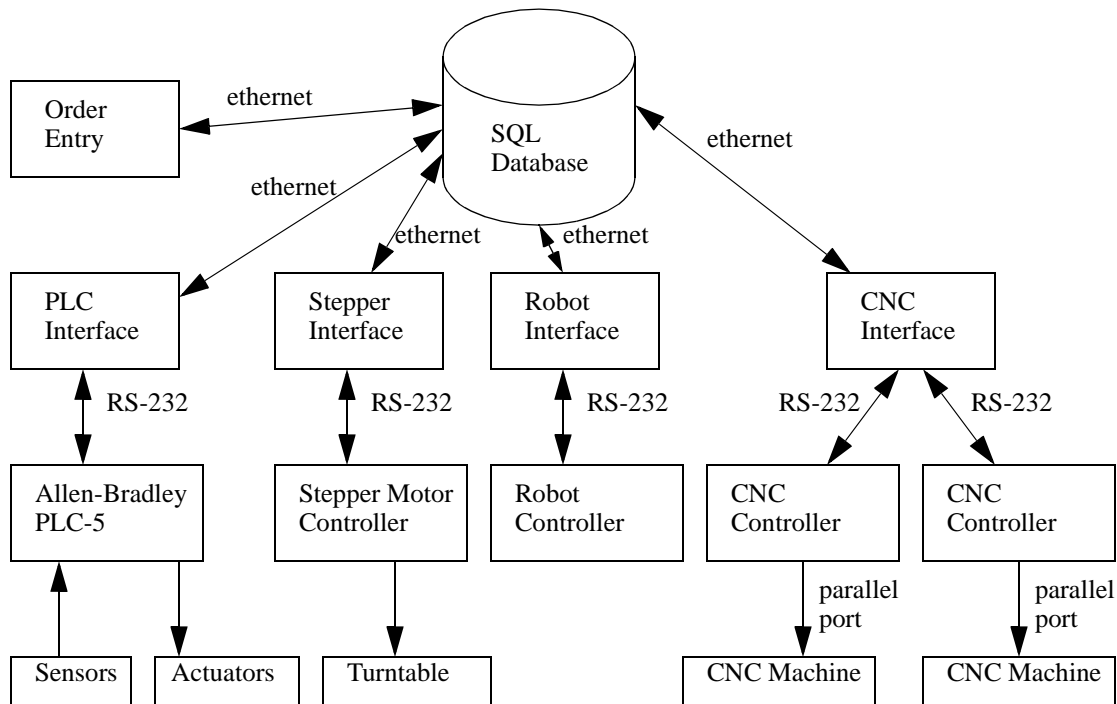 ethernet
Order
Entry
SQL
Database
ethernet
ethernet
ethernet
ethernet
PLC
Interface
Stepper
Interface
Robot
Interface
CNC
Interface
RS-232
RS-232
RS-232
RS-232
RS-232
Allen-Bradley
PLC-5
Stepper Motor
Controller
Robot
Controller
CNC
Controller
CNC
Controller
parallel
port
parallel
port
Sensors
Actuators
Turntable
CNC Machine
CNC Machine